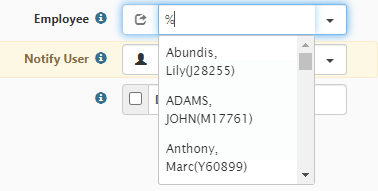 Employee %
Abundis,
Lily(J28255)
Notify User
ADAMS,
JOHN(M17761)
Anthony,
Marc(Y60899)